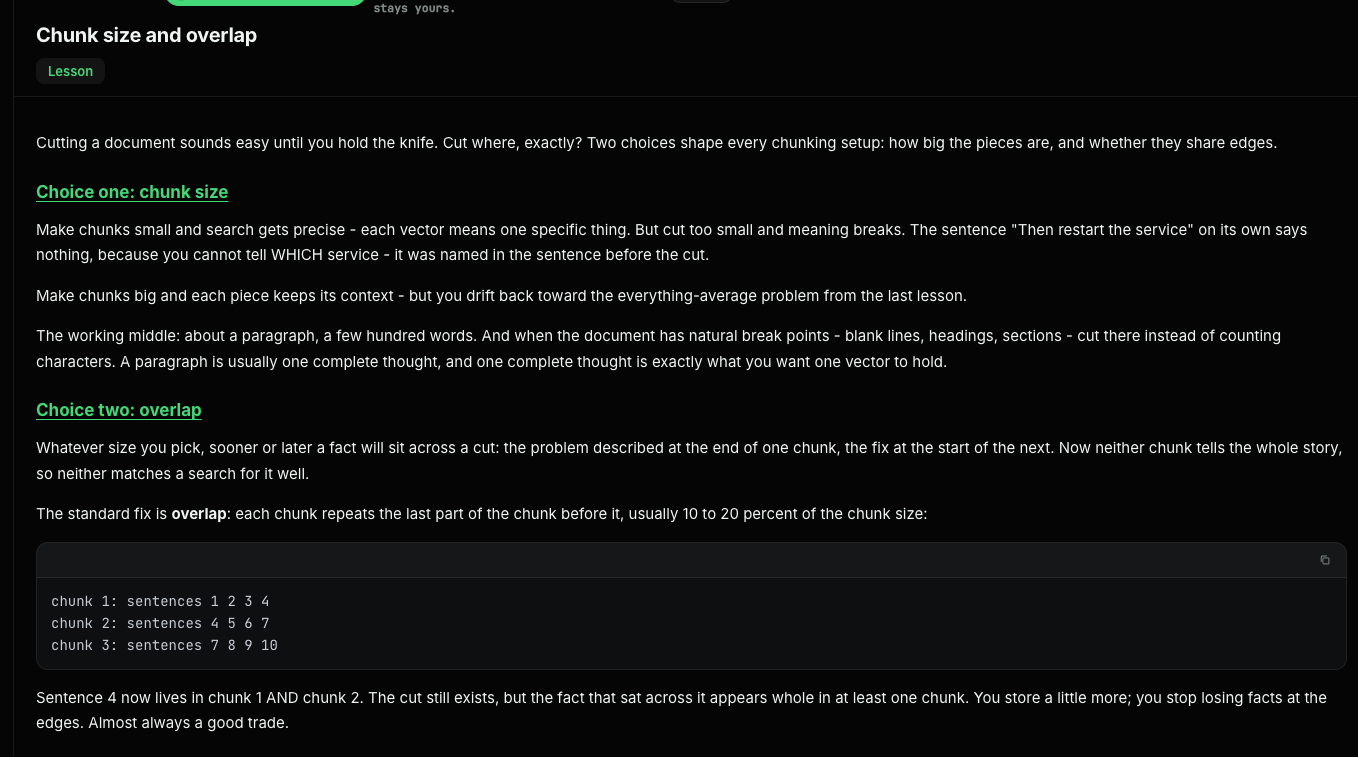 stays yours.
Chunk size and overlap
Lesson
Cutting a document sounds easy until you hold the knife. Cut where, exactly? Two choices shape every chunking setup: how big the pieces are, and whether they share edges.
Choice one: chunk size
Make chunks small and search gets precise - each vector means one specific thing. But cut too small and meaning breaks. The sentence "Then restart the service" on its own says
nothing, because you cannot tell WHICH service - it was named in the sentence before the cut.
Make chunks big and each piece keeps its context - but you drift back toward the everything-average problem from the last lesson.
The working middle: about a paragraph, a few hundred words. And when the document has natural break points - blank lines, headings, sections - cut there instead of counting
characters. A paragraph is usually one complete thought, and one complete thought is exactly what you want one vector to hold.
Choice two: overlap
Whatever size you pick, sooner or later a fact will sit across a cut: the problem described at the end of one chunk, the fix at the start of the next. Now neither chunk tells the whole story,
so neither matches a search for it well.
The standard fix is overlap: each chunk repeats the last part of the chunk before it, usually 10 to 20 percent of the chunk size:
chunk 1: sentences 1 2 3 4
chunk 2: sentences 4 5 6 7
chunk 3: sentences 7 8 9 10
Sentence 4 now lives in chunk 1 AND chunk 2. The cut still exists, but the fact that sat across it appears whole in at least one chunk. You store a little more; you stop losing facts at the
edges. Almost always a good trade.